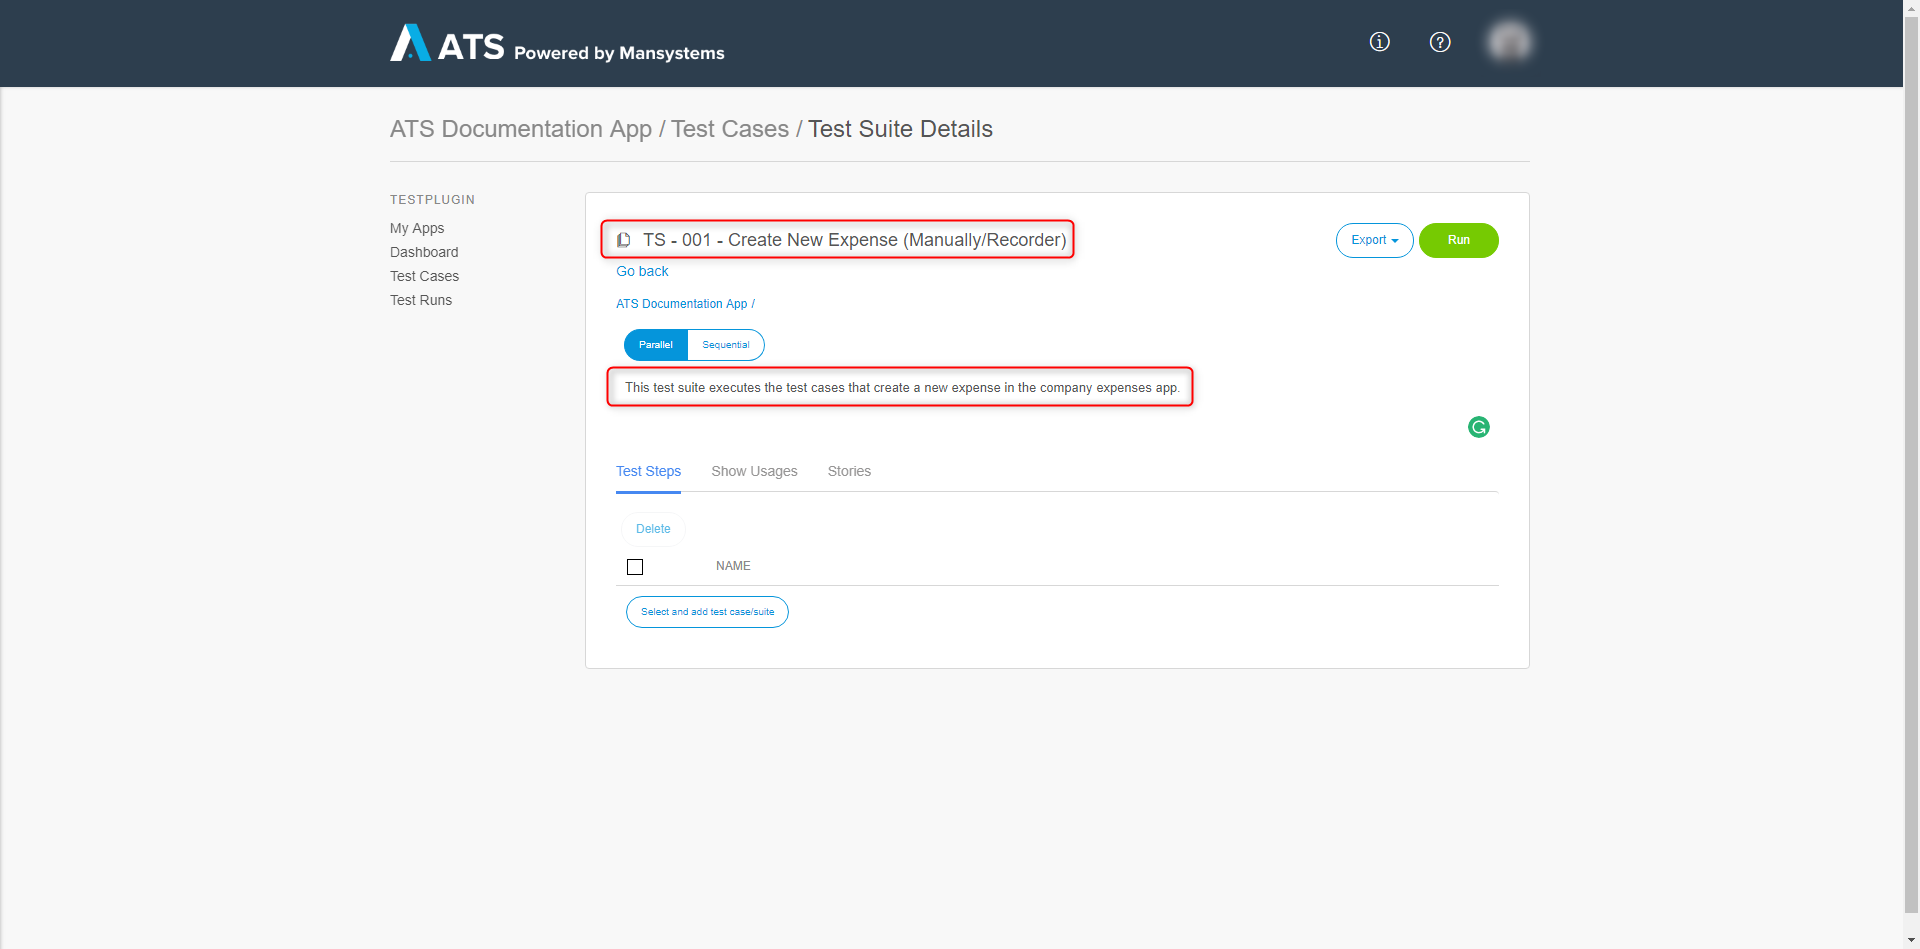 ATS Powered by Mansystems
ATS Documentation App / Test Cases / Test Suite Details
TESTPLUGIN
My Apps
Dashboard
Test Cases
Test Runs
TS - 001 - Create New Expense (Manually/Recorder)
Export
Run
Go back
ATS Documentation App /
Parallel
Sequential
This test suite executes the test cases that create a new expense in the company expenses app.
Test Steps
Show Usages
Stories
Delete
NAME
Select and add test case/suite